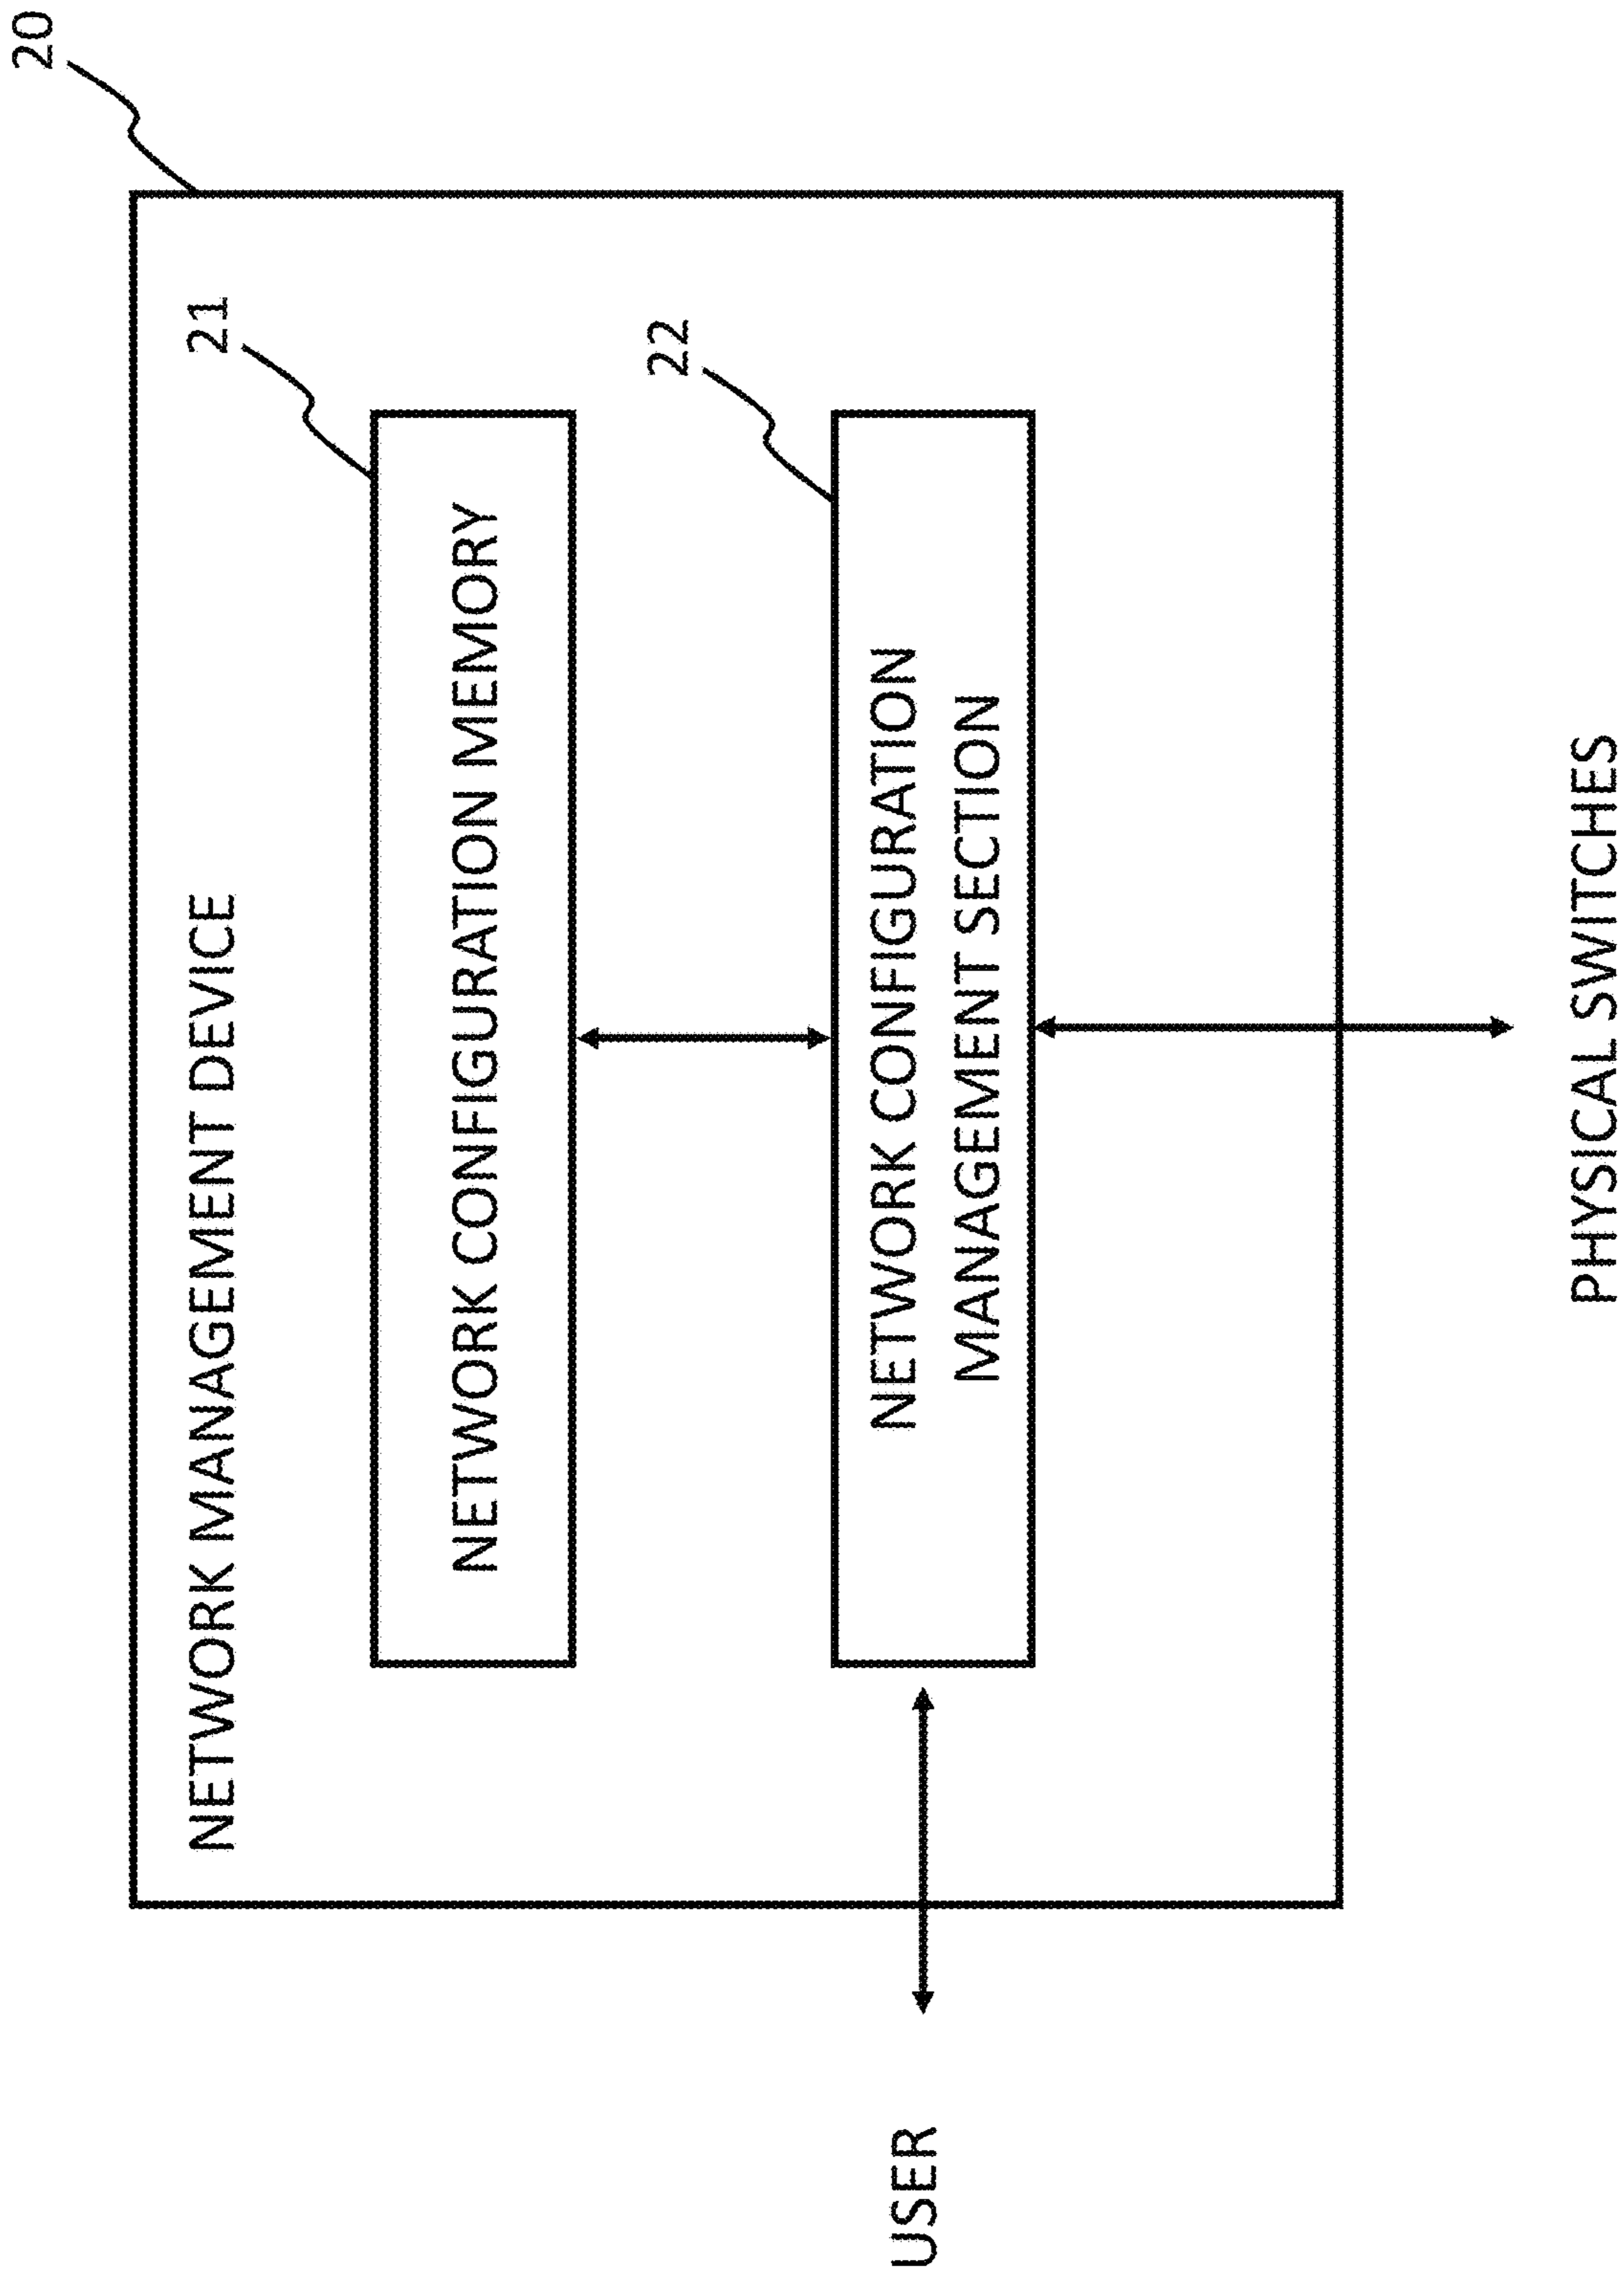 20
NETWORK MANAGEMENT DEVICE
21
NETWORK CONFIGURATION MEMORY
22
NETWORK CONFIGURATION
MANAGEMENT SECTION
USER
PHYSICAL SWITCHES